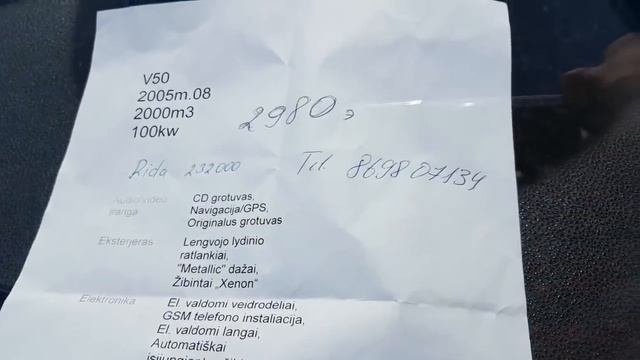 V50
2005m.08
2000m3
100kw
2980
Rida 232000 Tel. 869807134
Audio/video įranga
CD grotuvas,
Navigacija/GPS,
Originalus grotuvas
Eksterjeras
Lengvojo lydinio
ratlankiai,
"Metallic" dažai,
Žibintai „Xenon“
Elektronika
El. valdomi veidrodėliai,
GSM telefono instaliacija,
El. valdomi langai,
Automatiškai